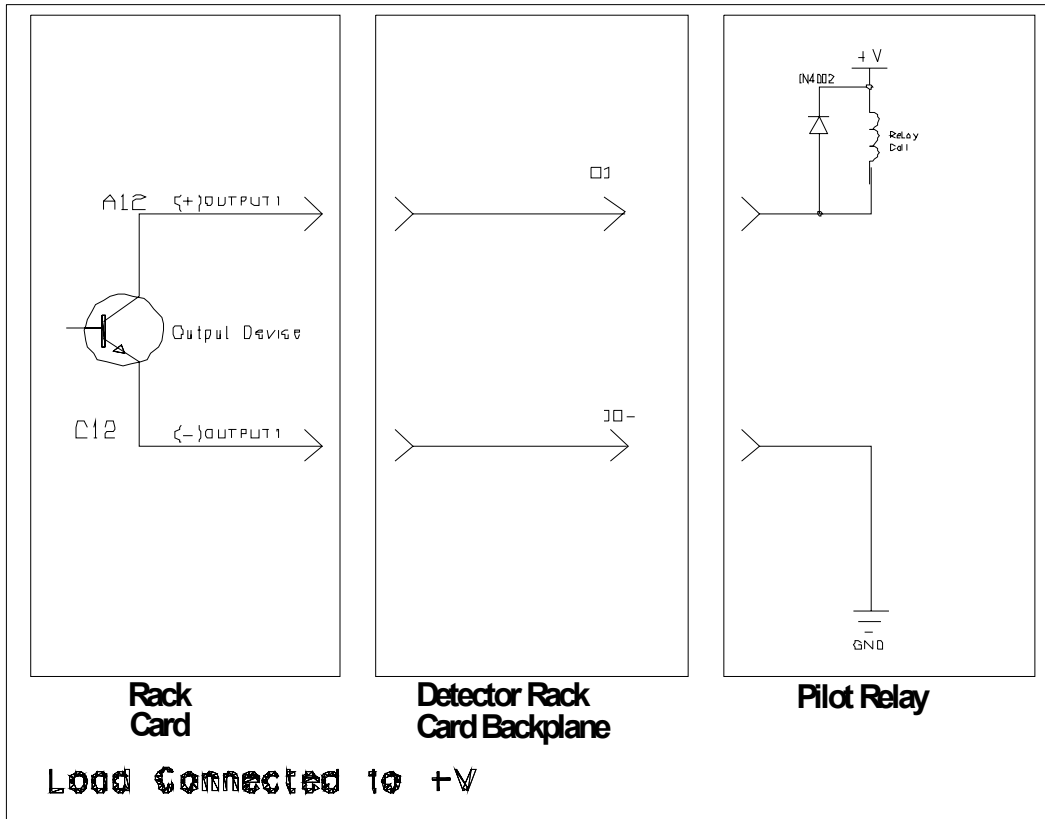 +V
IN4002
Relay
Coil
O1
A12 (+)OUTPUT1
Output Device
C12 (-)OUTPUT1
GND
Rack
Card
Detector Rack
Card Backplane
Pilot Relay
Load Connected to +V